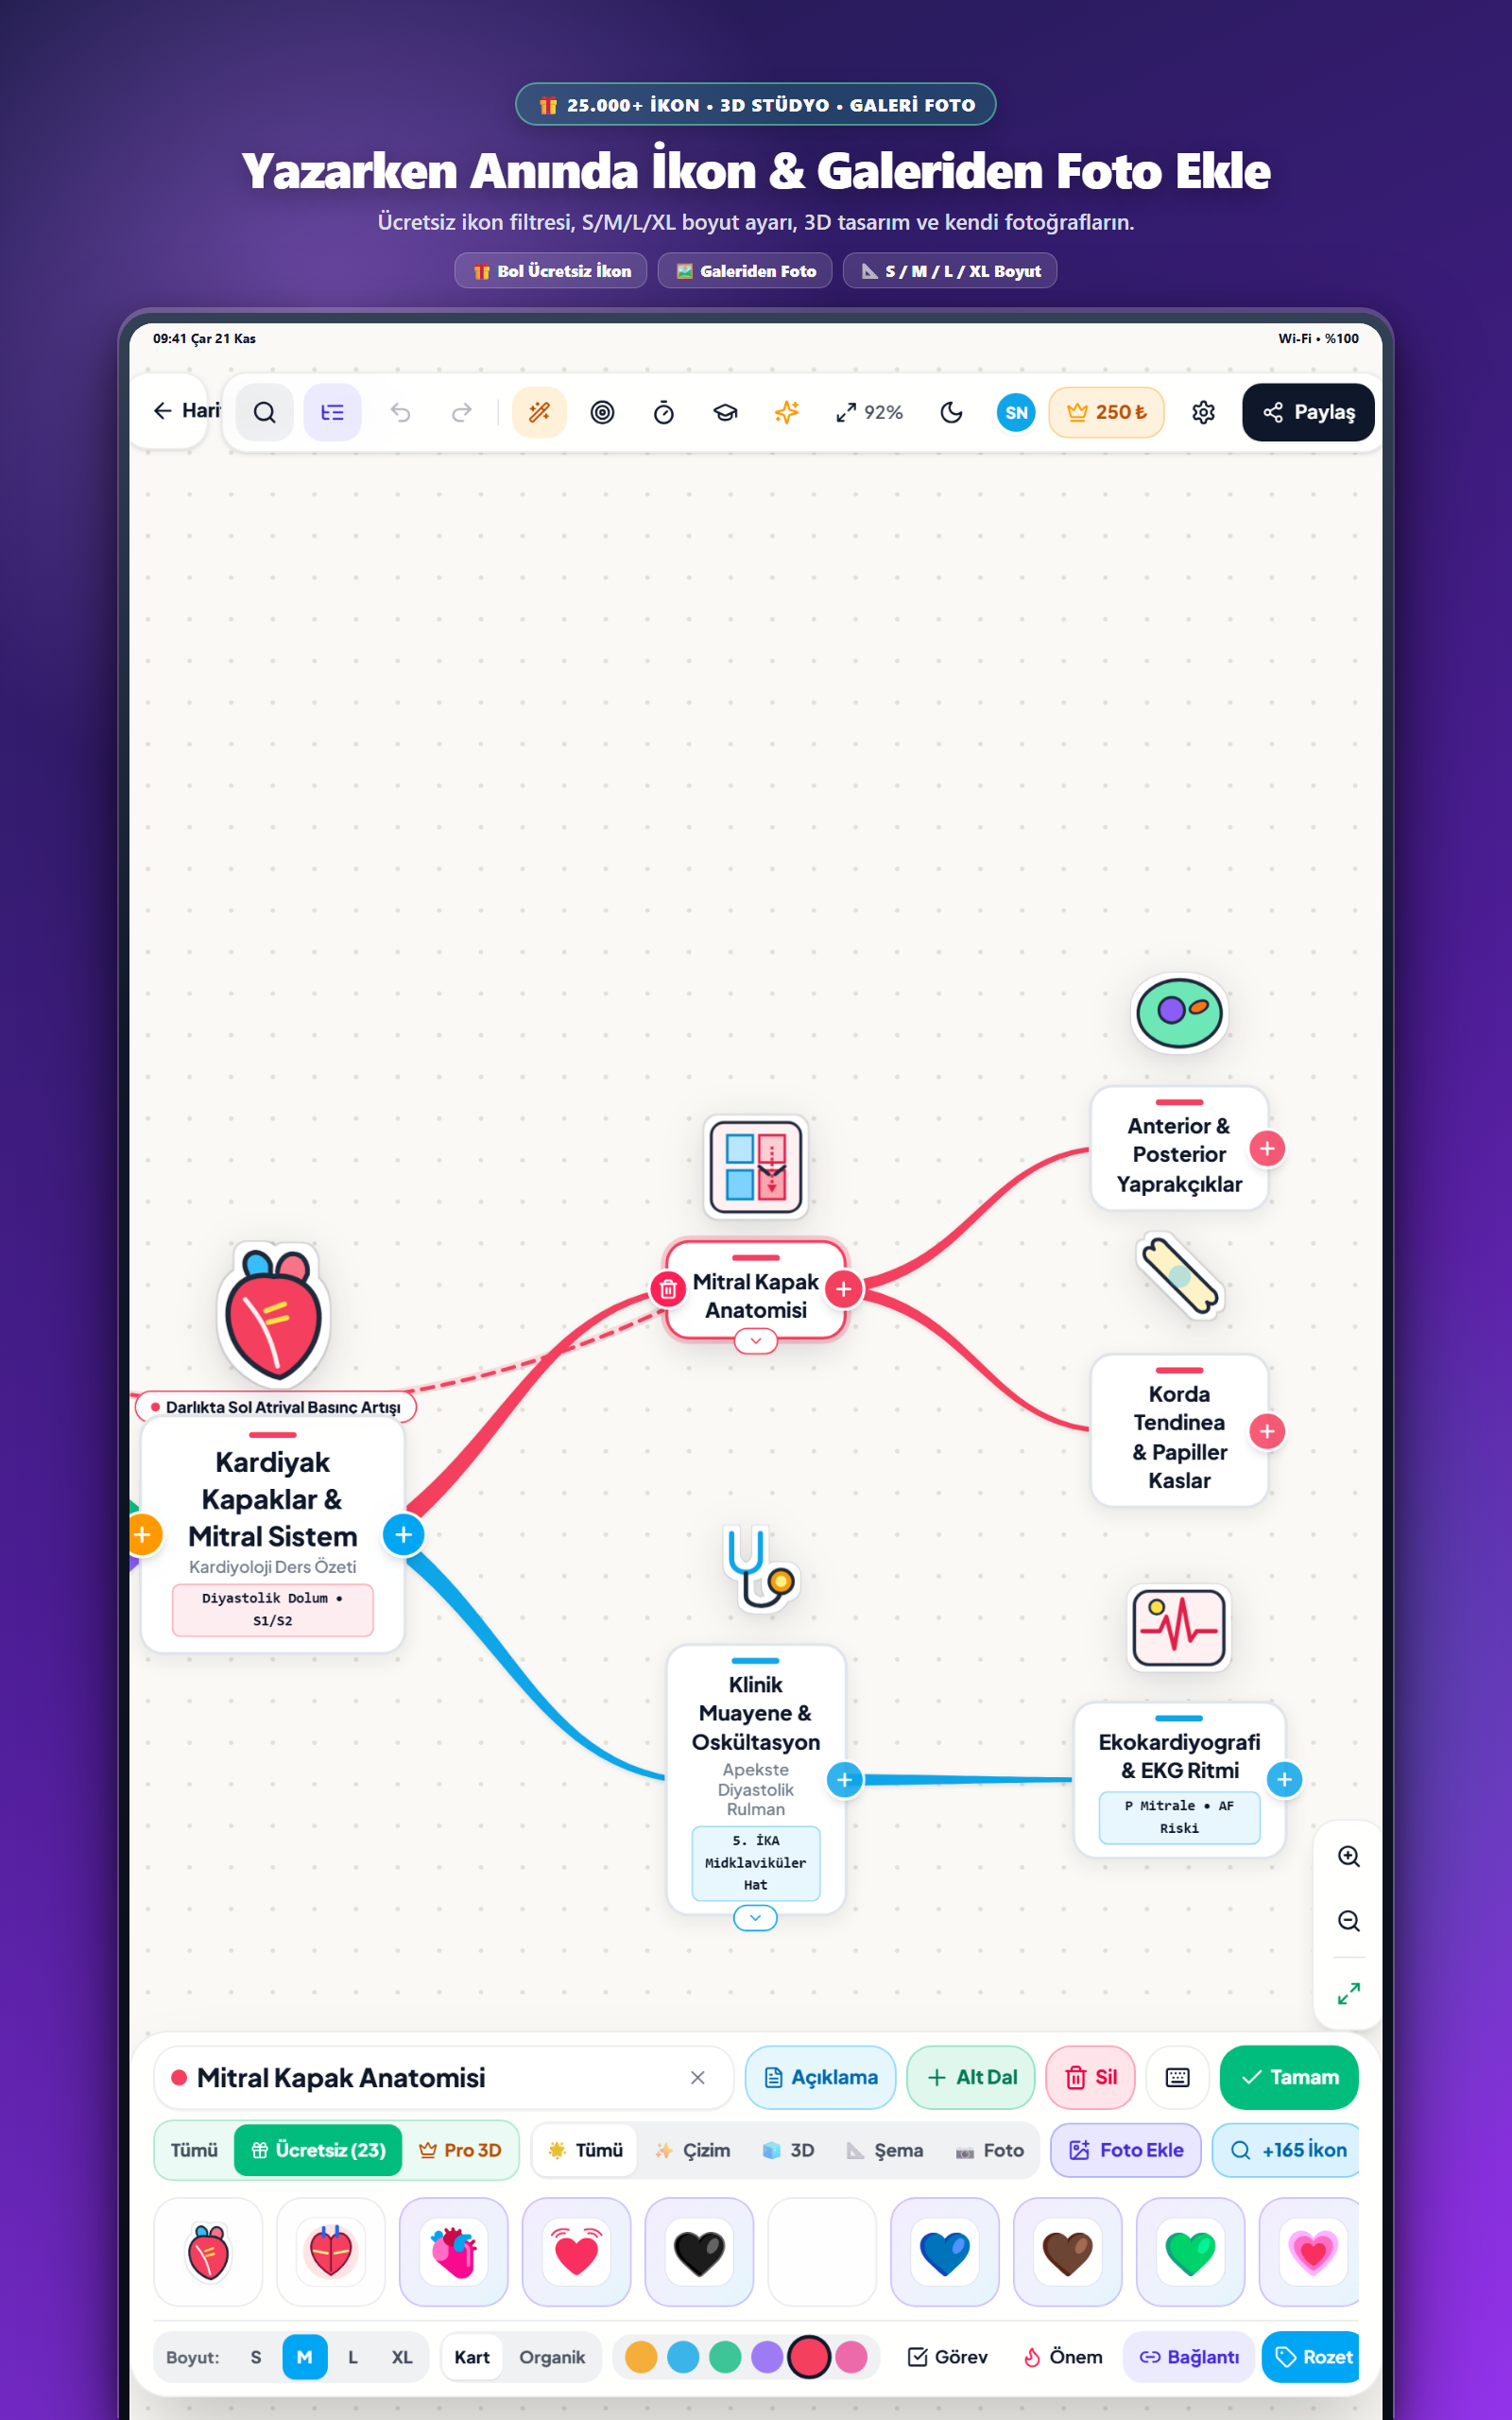 25.000+ İKON • 3D STÜDYO • GALERİ FOTO
Yazarken Anında İkon & Galeriden Foto Ekle
Ücretsiz ikon filtresi, S/M/L/XL boyut ayarı, 3D tasarım ve kendi fotoğrafların.
Bol Ücretsiz İkon
Galeriden Foto
S / M / L / XL Boyut
09:41 Çar 21 Kas
Wi-Fi • %100
Hari
92%
SN
250 ₺
Paylaş
Anterior &
Posterior
Yaprakçıklar
Mitral Kapak
Anatomisi
Korda
Tendinea
& Papiller
Kaslar
Darlıkta Sol Atrival Basınç Artışı
Kardiyak
Kapaklar &
Mitral Sistem
Kardiyoloji Ders Özeti
Diyastolik Dolum •
S1/S2
Klinik
Muayene &
Oskültasyon
Apekste
Diyastolik
Rulman
5. İKA
Midklaviküler
Hat
Ekokardiyografi
& EKG Ritmi
P Mitrale • AF
Riski
Mitral Kapak Anatomisi
Açıklama
Alt Dal
Sil
Tamam
Tümü
Ücretsiz (23)
Pro 3D
Tümü
Çizim
3D
Şema
Foto
Foto Ekle
+165 İkon
Boyut:
S
M
L
XL
Kart
Organik
Görev
Önem
Bağlantı
Rozet